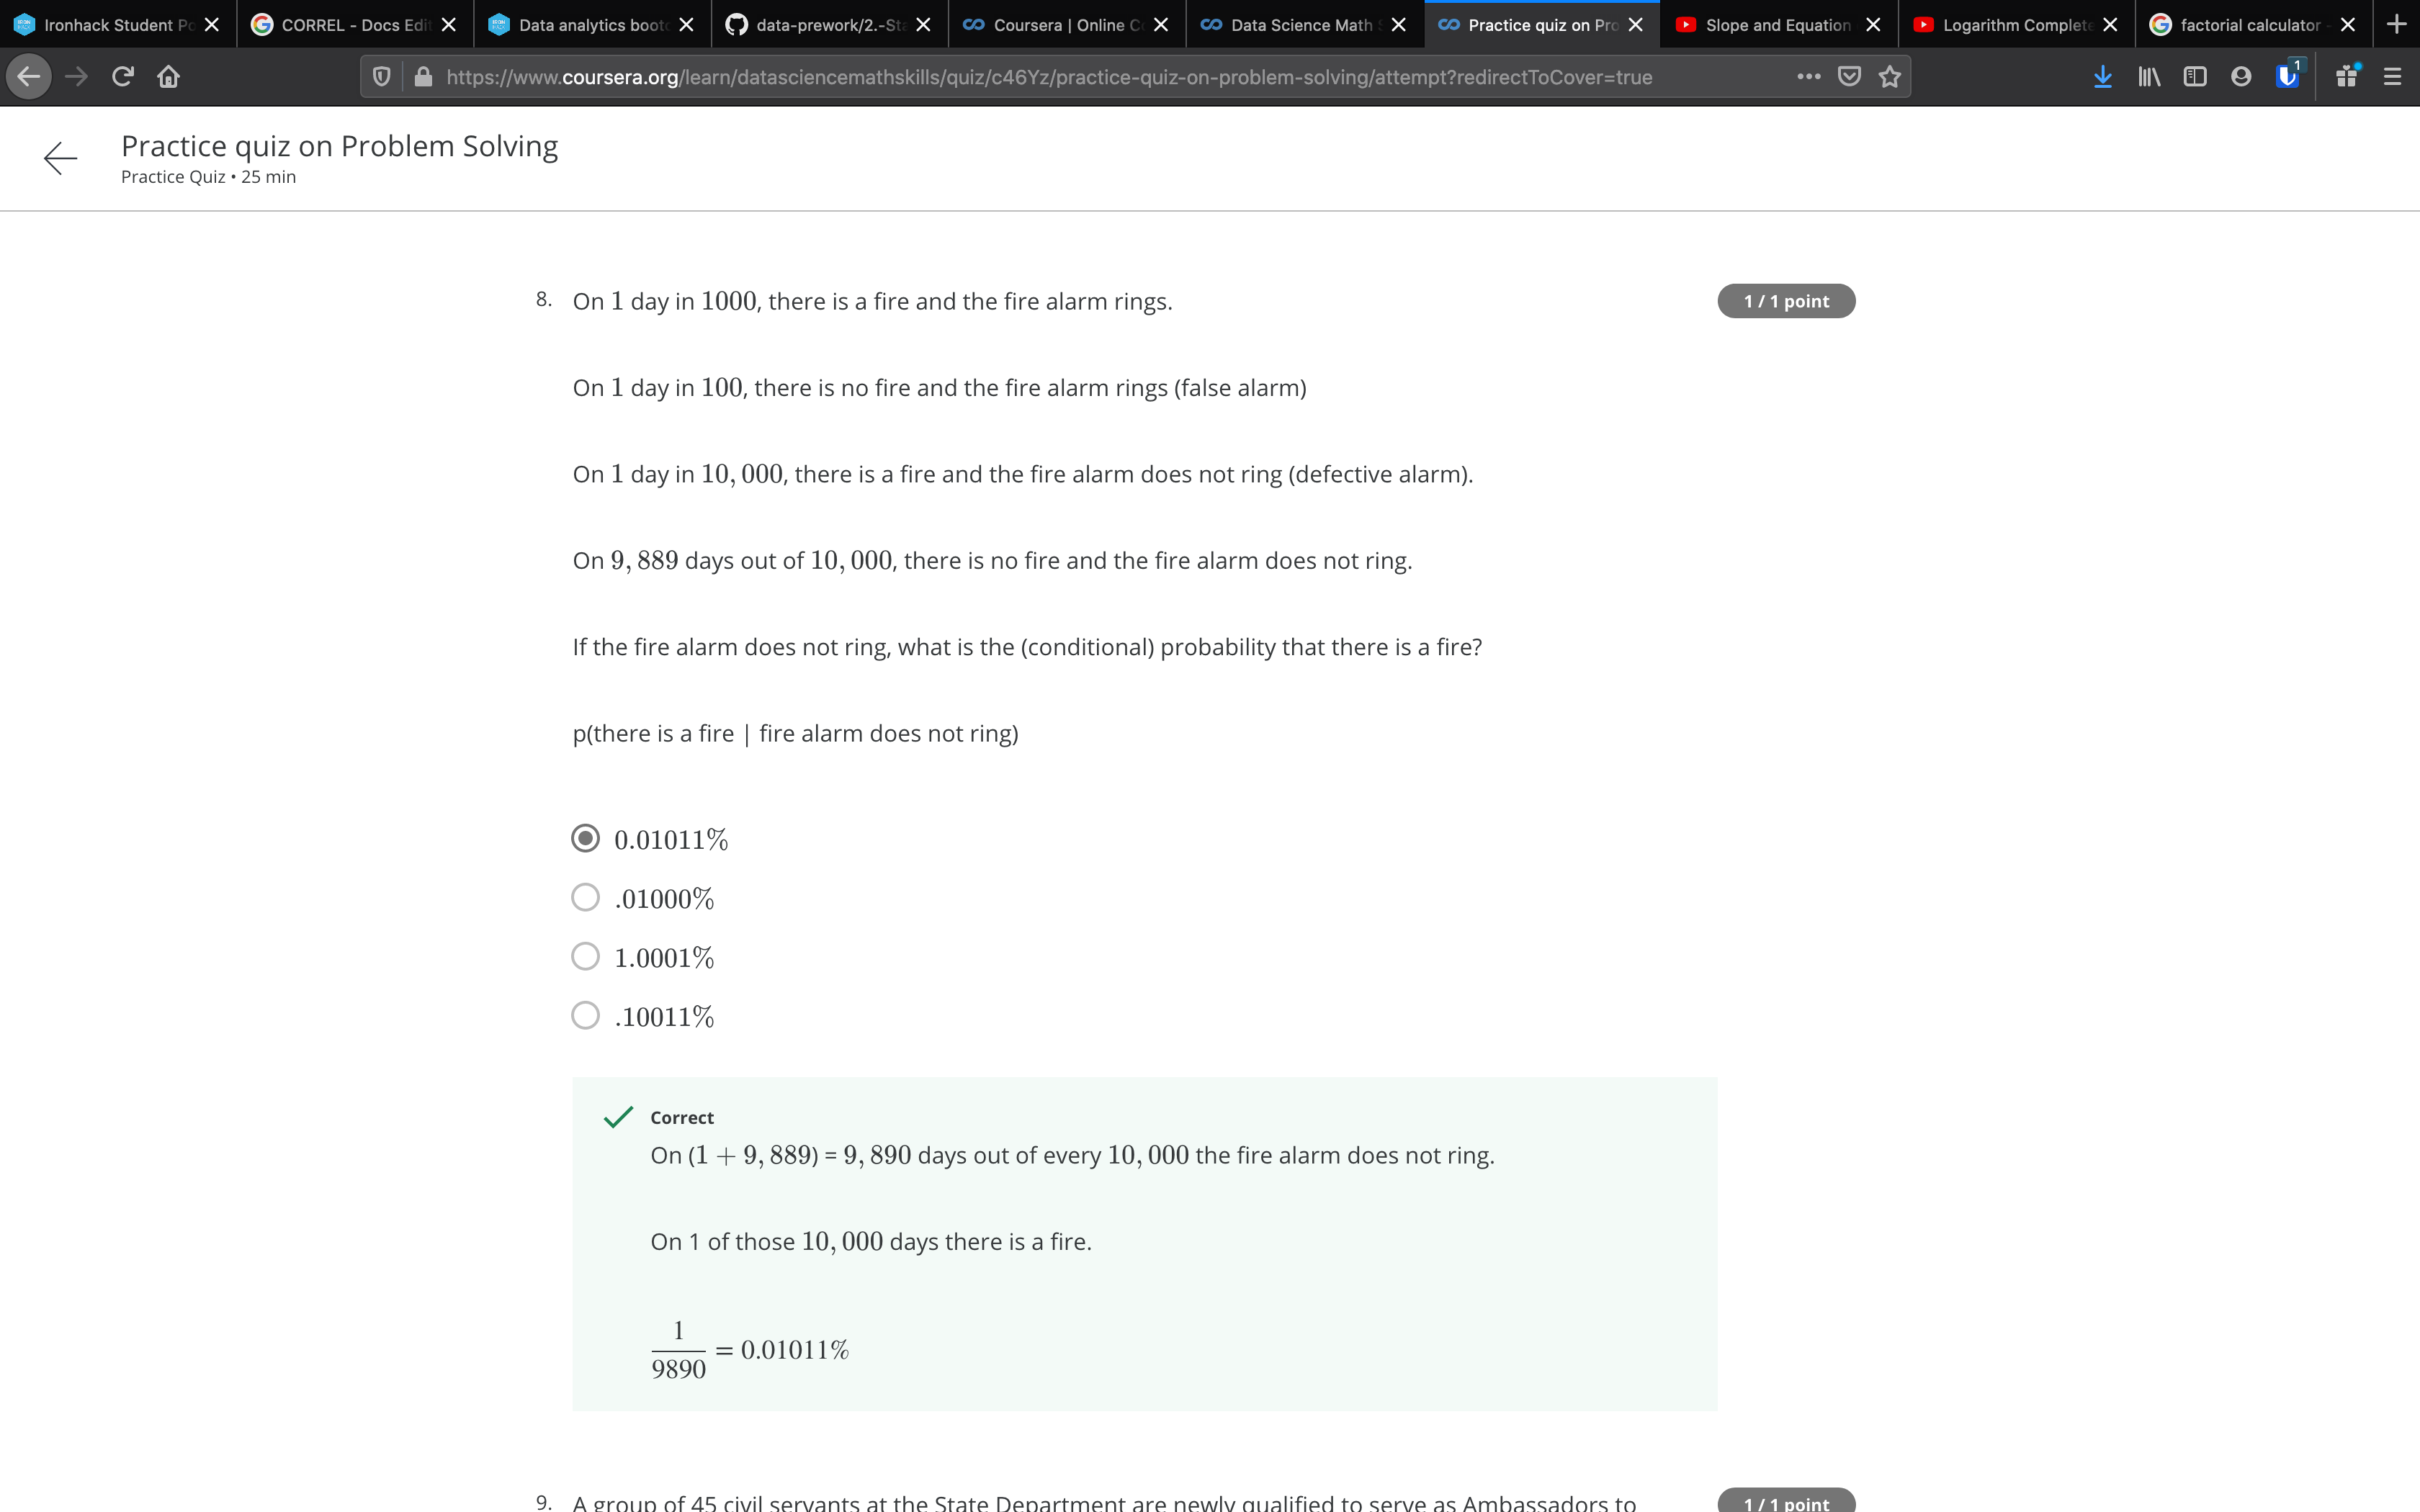 Ironhack Student Po
CORREL - Docs Edit
Data analytics bootc
data-prework/2.-Sta
Coursera | Online Co
Data Science Math S
Practice quiz on Pro
Slope and Equation
Logarithm Complete
factorial calculator -
https://www.coursera.org/learn/datasciencemathskills/quiz/c46Yz/practice-quiz-on-problem-solving/attempt?redirectToCover=true
1
Practice quiz on Problem Solving
Practice Quiz • 25 min
8. On 1 day in 1000, there is a fire and the fire alarm rings.
1 / 1 point
On 1 day in 100, there is no fire and the fire alarm rings (false alarm)
On 1 day in 10, 000, there is a fire and the fire alarm does not ring (defective alarm).
On 9, 889 days out of 10, 000, there is no fire and the fire alarm does not ring.
If the fire alarm does not ring, what is the (conditional) probability that there is a fire?
p(there is a fire | fire alarm does not ring)
0.01011%
.01000%
1.0001%
.10011%
Correct
On (1 + 9, 889) = 9, 890 days out of every 10, 000 the fire alarm does not ring.
On 1 of those 10, 000 days there is a fire.
1
9890
= 0.01011%
9. A group of 45 civil servants at the State Department are newly qualified to serve as Ambassadors to
1 / 1 point